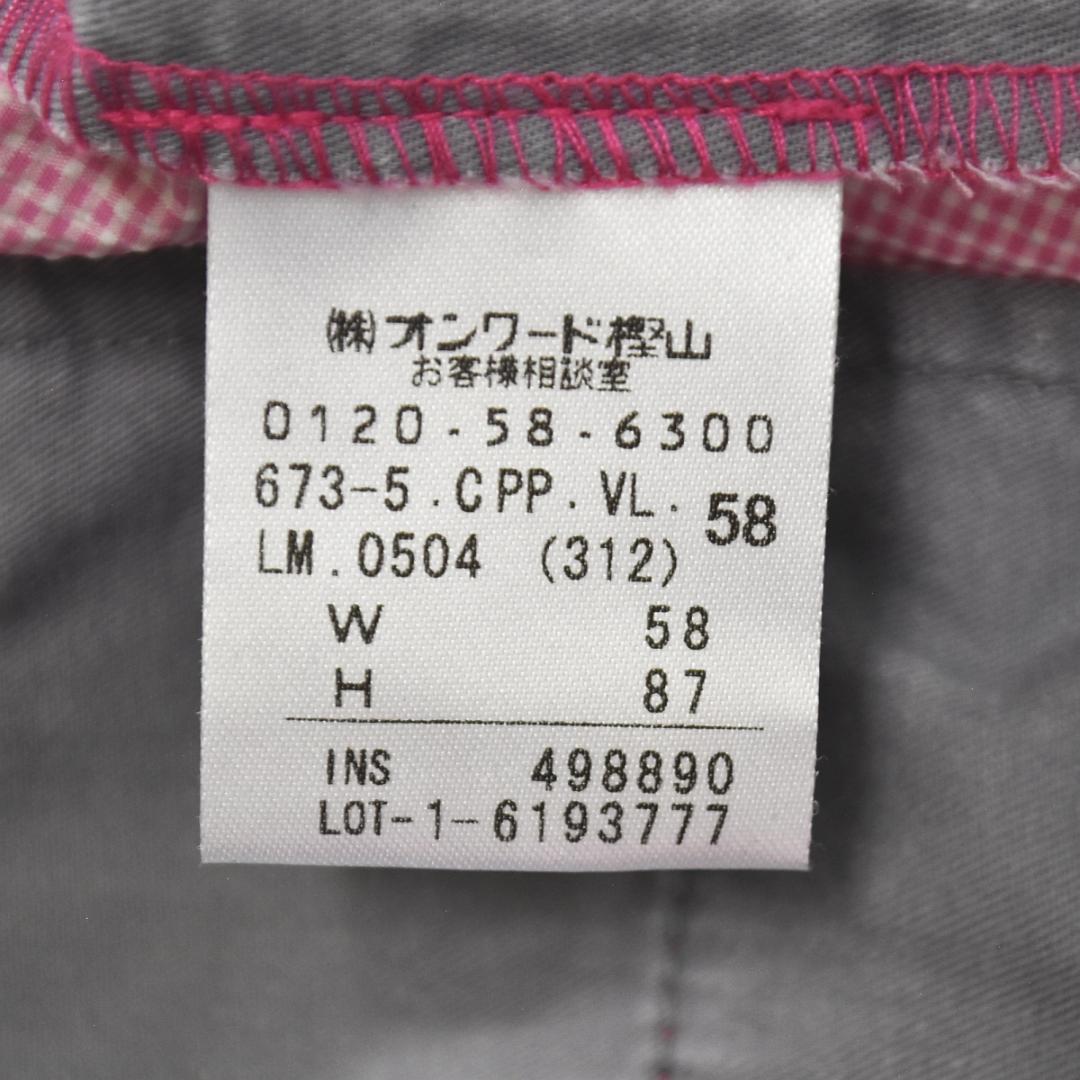 ㈱オンワード樫山
お客様相談室
0120-58-6300
673-5.CPP.VL. 58
LM.0504 (312)
W 58
H 87
INS 498890
LOT-1-6193777